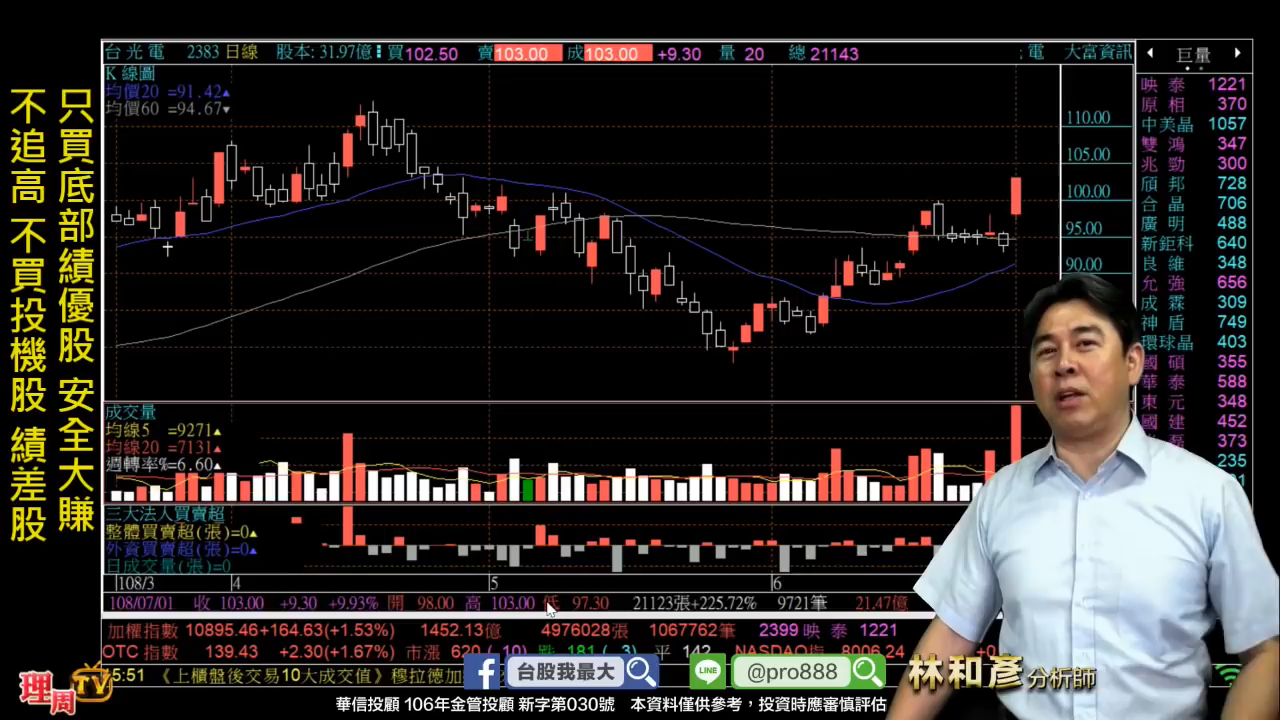 只買底部績優股 安全大賺
不追高 不買投機股 績差股
台光電 2383 日線 股本: 31.97億 買102.50 賣103.00 成103.00 +9.30 量 20 總 21143 電 大富資訊
K 線圖
均價20 =91.42▲
均價60 =94.67▼
110.00
105.00
100.00
95.00
90.00
成交量
均線5 =9271▲
均線20 =7131▲
週轉率%=6.60▲
三大法人買賣超
整體買賣超(張)=0▲
外資買賣超(張)=0▲
日成交量(張)=0
108/3 4 5 6
108/07/01 收 103.00 +9.30 +9.93% 開 98.00 高 103.00 低 97.30 21123張+225.72% 9721筆 21.47億
加權指數 10895.46+164.63(+1.53%) 1452.13億 4976028張 1067762筆 2399 映泰 1221
OTC 指數 139.43 +2.30(+1.67%) 市漲 620 ( 10) 跌 181 ( 3) 平 142 NASDAQ指 8006.24 +0
5:51 《上櫃盤後交易10大成交值》穆拉德加
巨量
映泰 1221
原相 370
中美晶 1057
雙鴻 347
兆勁 300
頎邦 728
合晶 706
廣明 488
新鉅科 640
良維 348
允強 656
成霖 309
神盾 749
環球晶 403
國碩 355
華泰 588
東元 348
國建 452
373
235
理周TV
台股我最大
LINE
@pro888
林和彥 分析師
華信投顧 106年金管投顧 新字第030號 本資料僅供參考，投資時應審慎評估